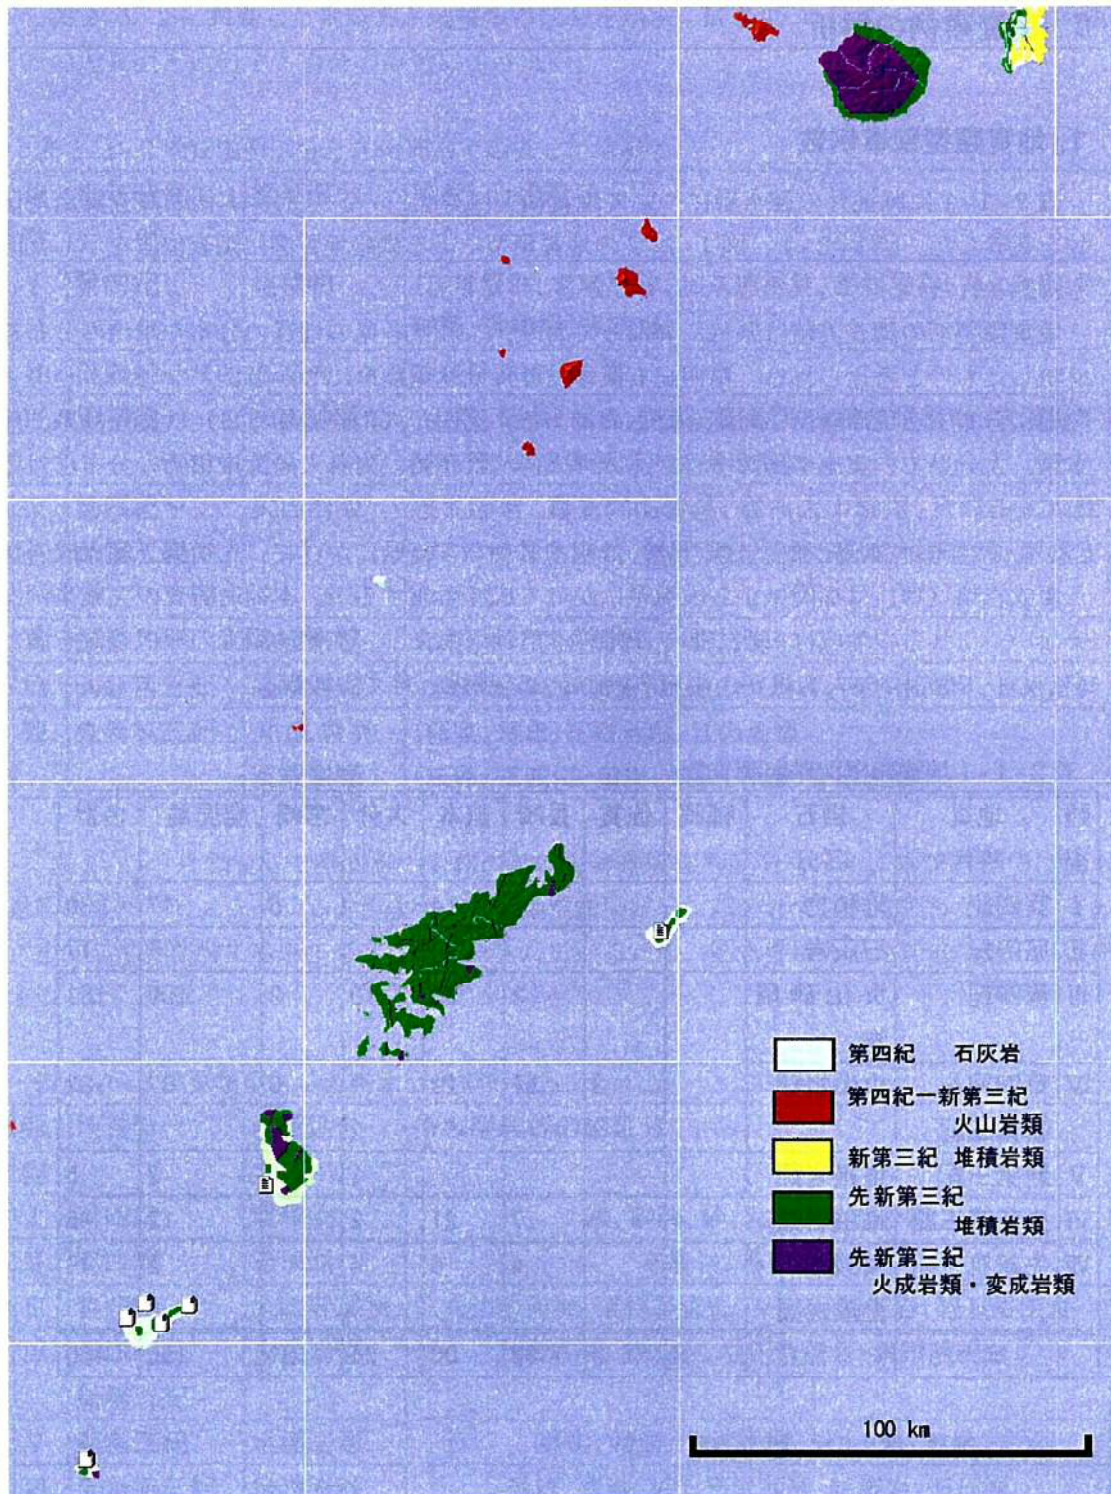 第四紀 石灰岩
第四紀ー新第三紀
火山岩類
新第三紀 堆積岩類
先新第三紀
堆積岩類
先新第三紀
火成岩類・変成岩類
100 km